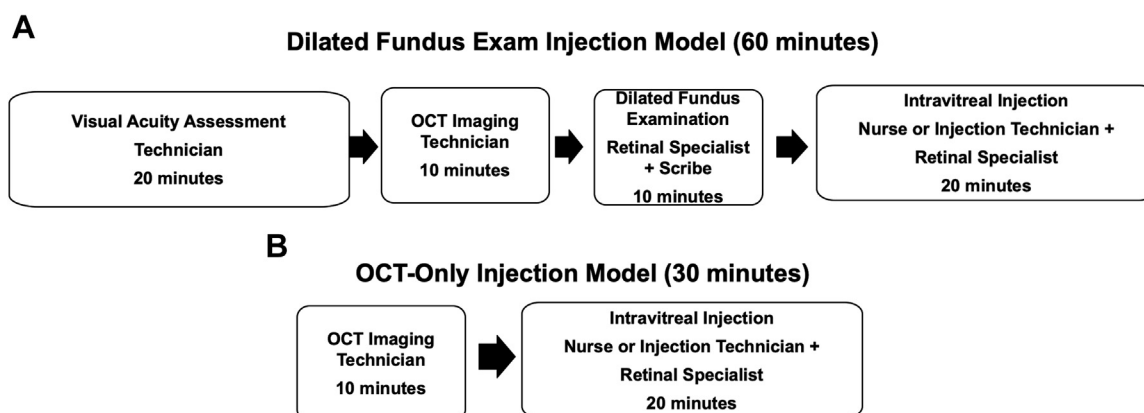 A
Dilated Fundus Exam Injection Model (60 minutes)
Visual Acuity Assessment
Technician
20 minutes
OCT Imaging
Technician
10 minutes
Dilated Fundus
Examination
Retinal Specialist
+ Scribe
10 minutes
Intravitreal Injection
Nurse or Injection Technician +
Retinal Specialist
20 minutes
B
OCT-Only Injection Model (30 minutes)
OCT Imaging
Technician
10 minutes
Intravitreal Injection
Nurse or Injection Technician +
Retinal Specialist
20 minutes